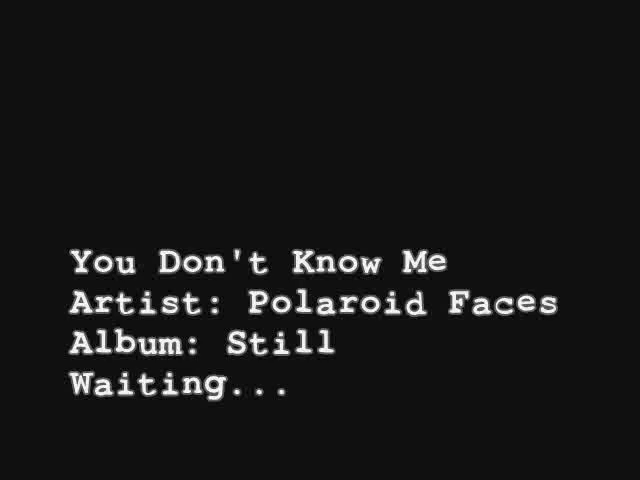 You Don't Know Me
Artist: Polaroid Faces
Album: Still
Waiting...